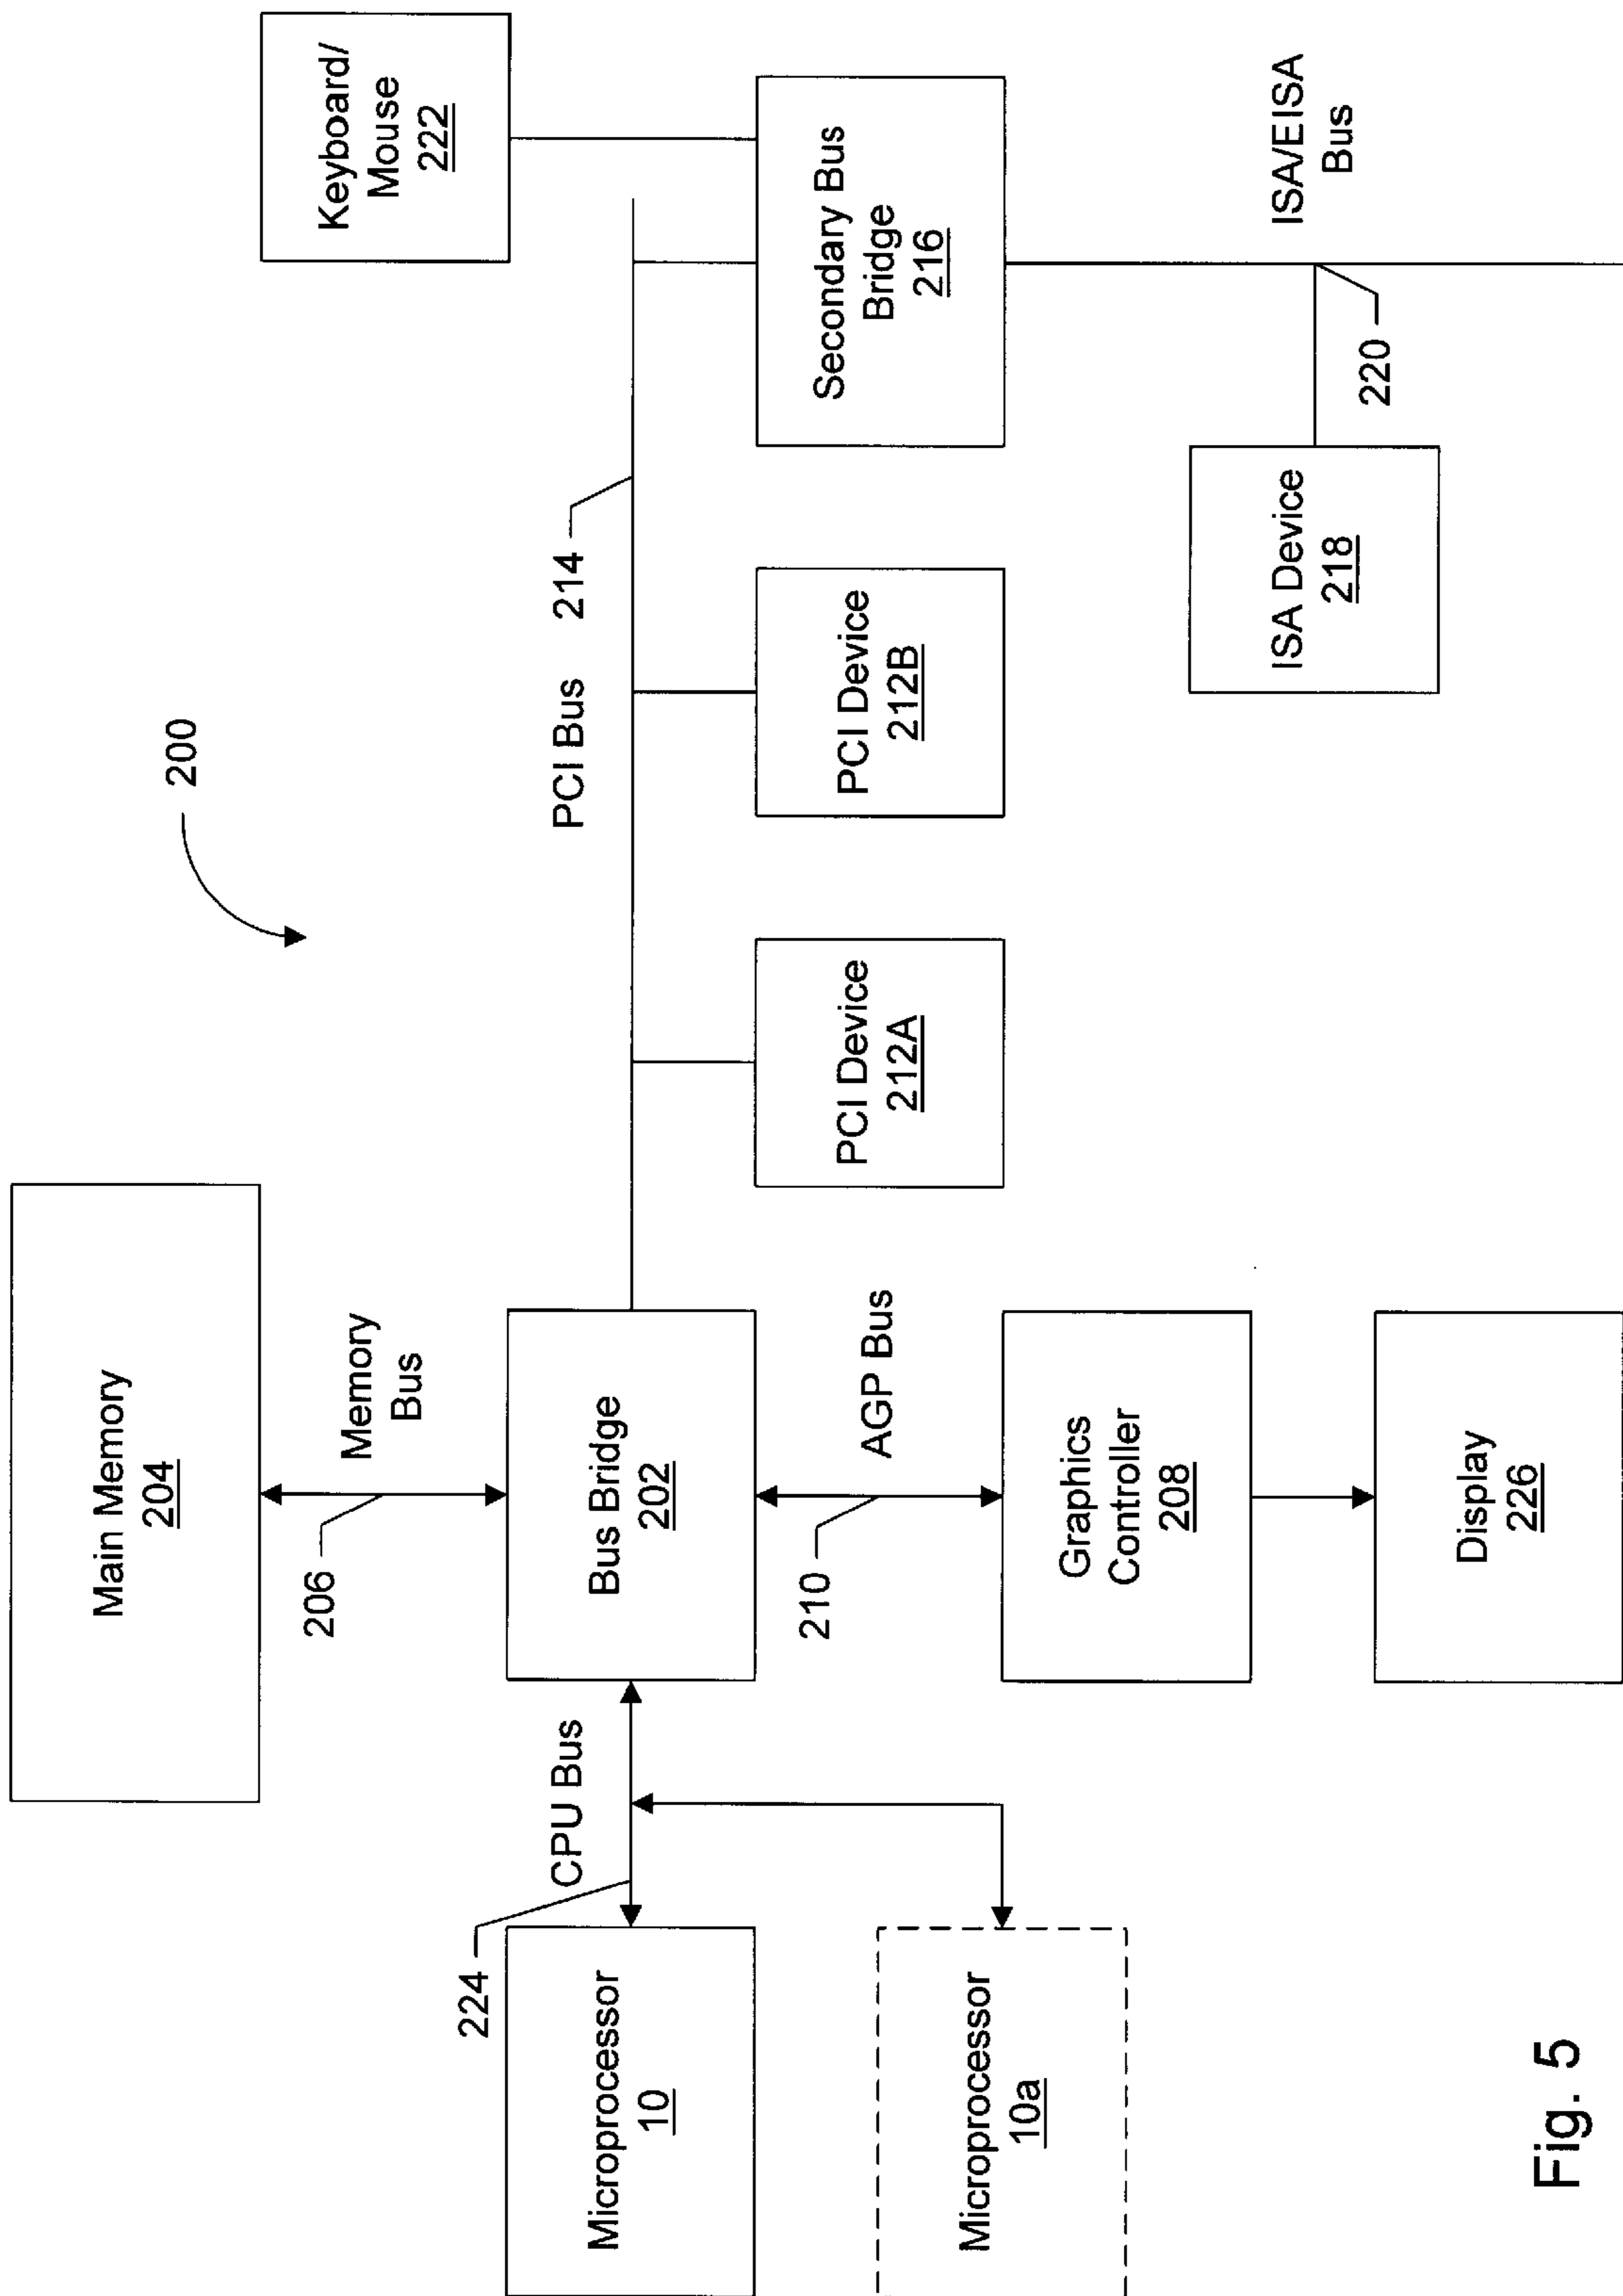 Main Memory
204
Keyboard/
Mouse
222
200
206
Memory
Bus
224
CPU Bus
PCI Bus
214
Microprocessor
10
Bus Bridge
202
210
AGP Bus
PCI Device
212A
PCI Device
212B
Secondary Bus
Bridge
216
Microprocessor
10a
Graphics
Controller
208
ISA Device
218
220
ISA/EISA
Bus
Display
226
Fig. 5